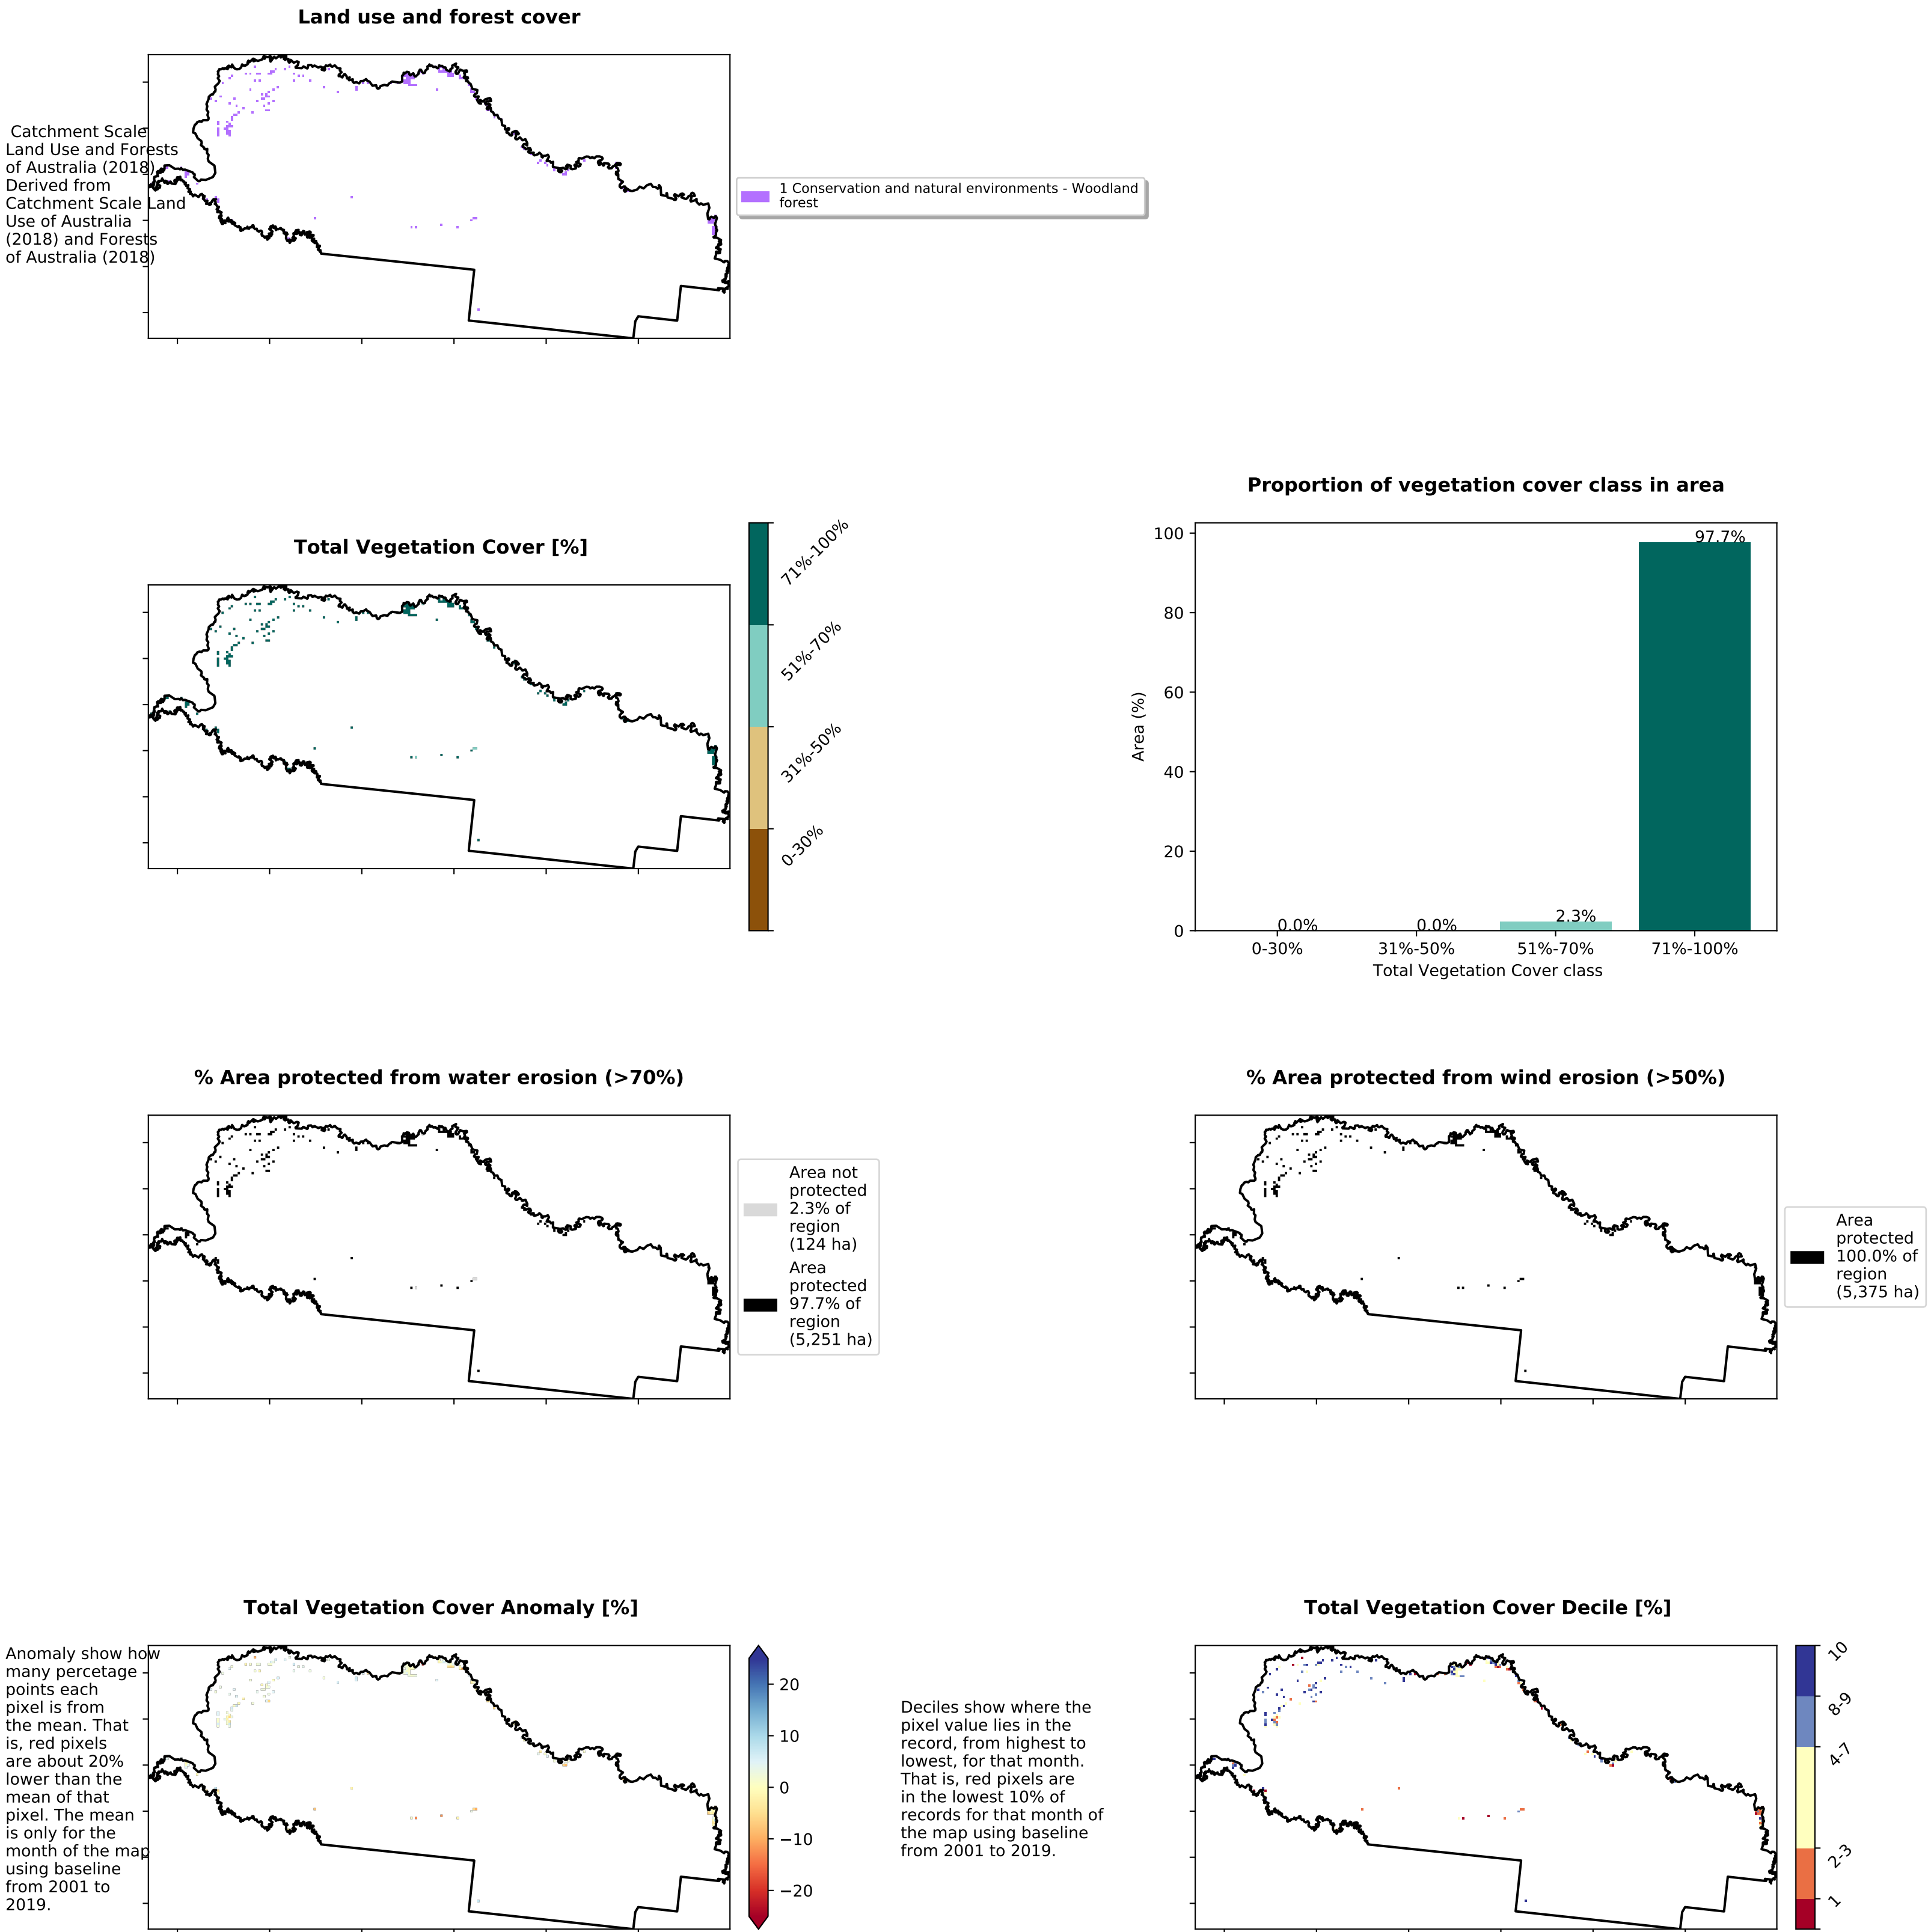 Land use and forest cover
Catchment Scale
Land Use and Forests
of Australia (2018)
Derived from
Catchment Scale Land
Use of Australia
(2018) and Forests
of Australia (2018)
1 Conservation and natural environments - Woodland
forest
Total Vegetation Cover [%]
71%-100%
51%-70%
31%-50%
0-30%
Proportion of vegetation cover class in area
100
80
60
40
20
0
Area (%)
0.0%
0.0%
2.3%
97.7%
0-30%
31%-50%
51%-70%
71%-100%
Total Vegetation Cover class
% Area protected from water erosion (>70%)
Area not
protected
2.3% of
region
(124 ha)
Area
protected
97.7% of
region
(5,251 ha)
% Area protected from wind erosion (>50%)
Area
protected
100.0% of
region
(5,375 ha)
Total Vegetation Cover Anomaly [%]
Anomaly show how
many percetage
points each
pixel is from
the mean. That
is, red pixels
are about 20%
lower than the
mean of that
pixel. The mean
is only for the
month of the map
using baseline
from 2001 to
2019.
20
10
0
−10
−20
Total Vegetation Cover Decile [%]
Deciles show where the
pixel value lies in the
record, from highest to
lowest, for that month.
That is, red pixels are
in the lowest 10% of
records for that month of
the map using baseline
from 2001 to 2019.
10
8-9
4-7
2-3
1